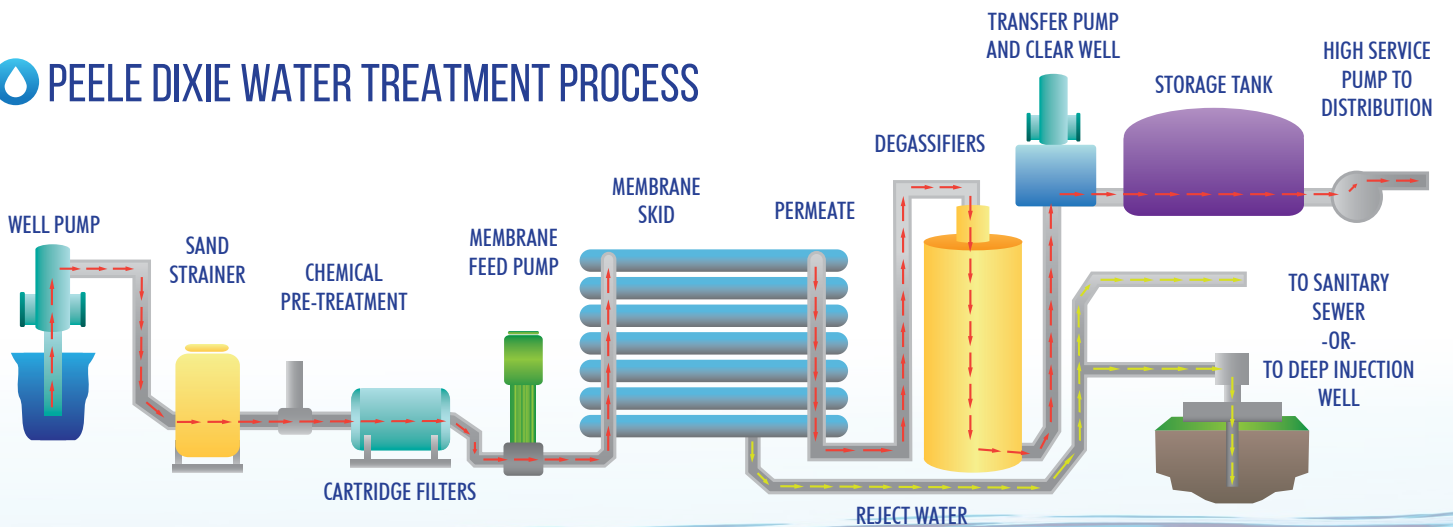 PEELE DIXIE WATER TREATMENT PROCESS
WELL PUMP
SAND
STRAINER
CHEMICAL
PRE-TREATMENT
CARTRIDGE FILTERS
MEMBRANE
FEED PUMP
MEMBRANE
SKID
PERMEATE
DEGASSIFIERS
TRANSFER PUMP
AND CLEAR WELL
STORAGE TANK
HIGH SERVICE
PUMP TO
DISTRIBUTION
TO SANITARY
SEWER
-OR-
TO DEEP INJECTION
WELL
REJECT WATER